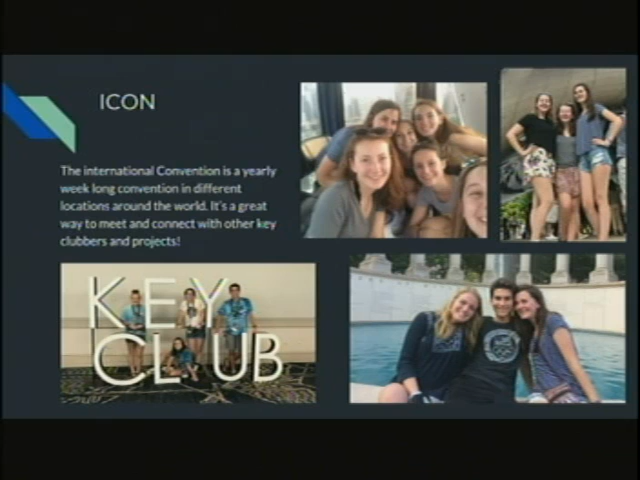 ICON
The international Convention is a yearly
week long convention in different
locations around the world. It's a great
way to meet and connect with other key
clubbers and projects!
KEY
CLUB